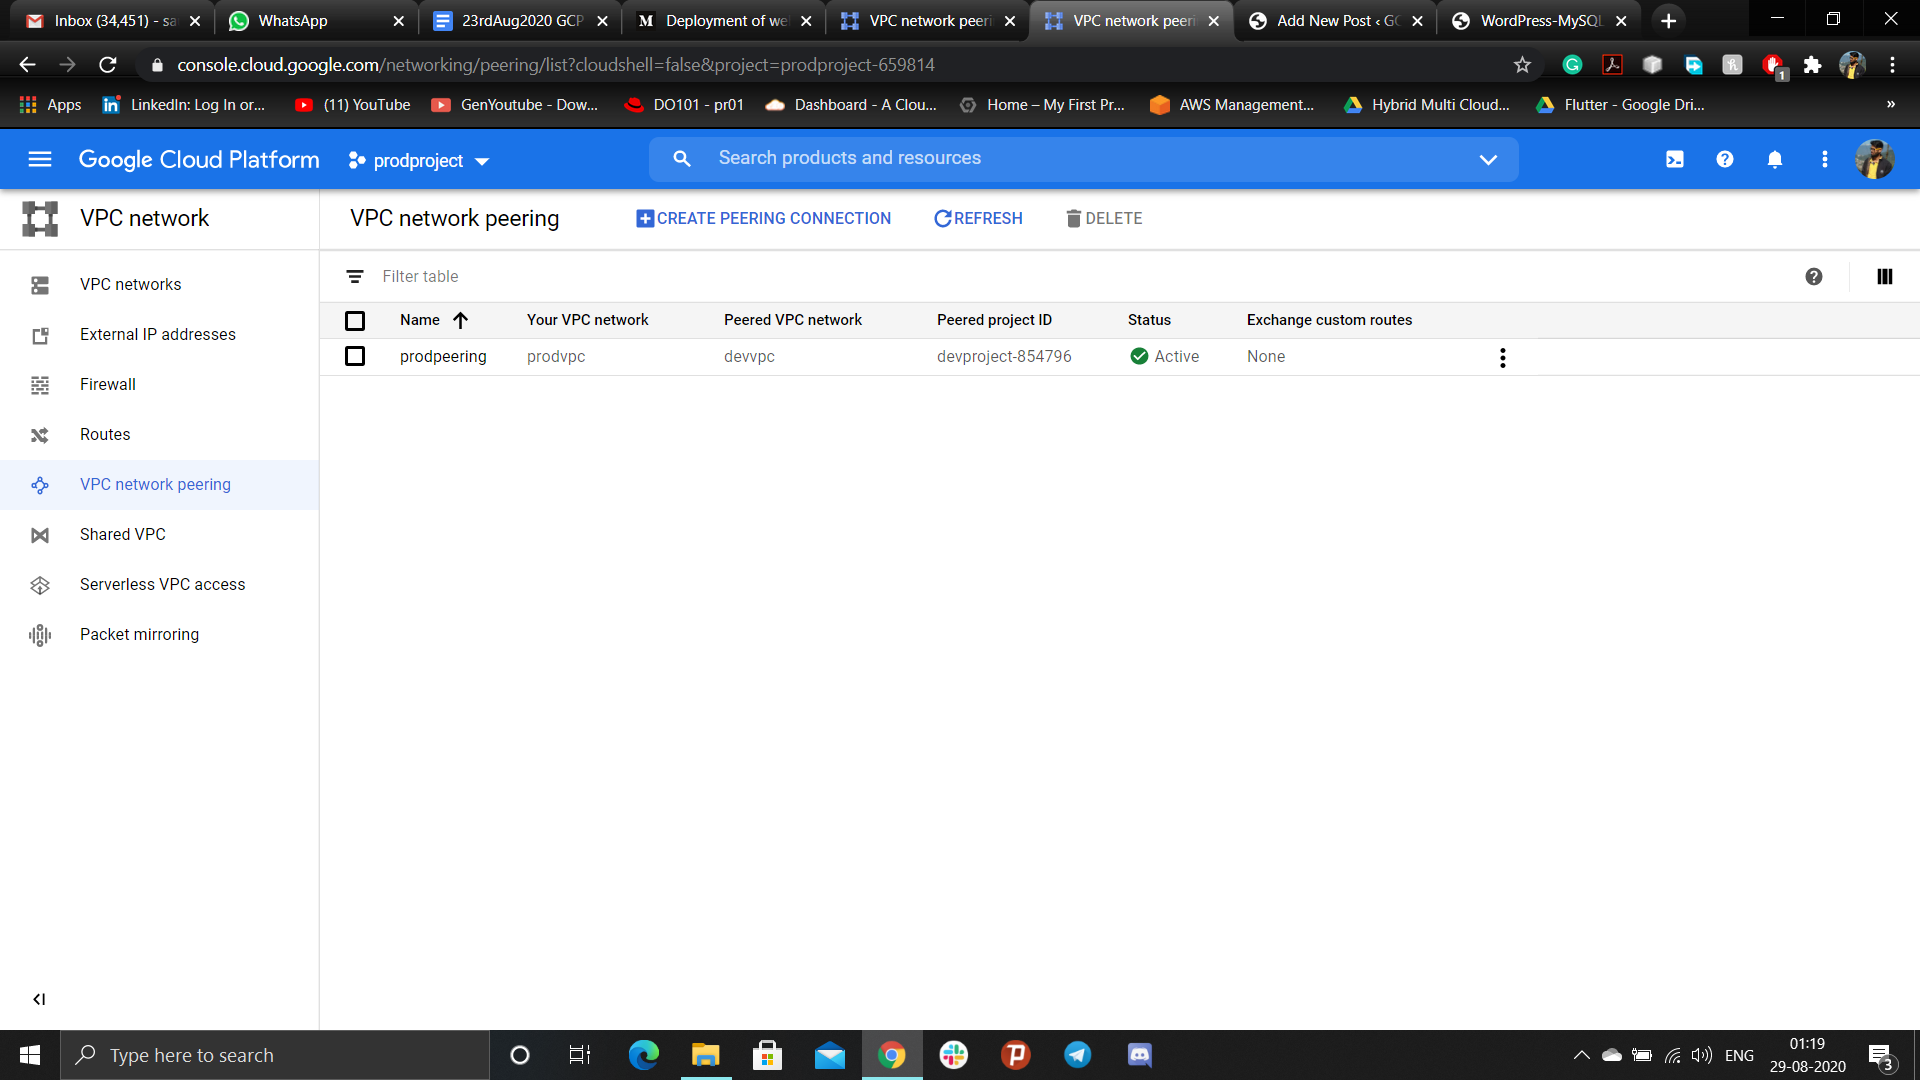 Inbox (34,451) - sa
WhatsApp
23rdAug2020 GCP
M Deployment of we
VPC network peeri
VPC network peeri
Add New Post ‹ GC
WordPress-MySQL
console.cloud.google.com/networking/peering/list?cloudshell=false&project=prodproject-659814
1
Apps
in LinkedIn: Log In or...
(11) YouTube
GenYoutube - Dow...
DO101 - pr01
Dashboard - A Clou...
Home – My First Pr...
AWS Management...
Hybrid Multi Cloud...
Flutter - Google Dri...
»
Google Cloud Platform
prodproject
Search products and resources
VPC network
VPC network peering
CREATE PEERING CONNECTION
REFRESH
DELETE
VPC networks
External IP addresses
Firewall
Routes
VPC network peering
Shared VPC
Serverless VPC access
Packet mirroring
Filter table
Name Your VPC network Peered VPC network Peered project ID Status Exchange custom routes
prodpeering prodvpc devvpc devproject-854796 Active None
Type here to search
ENG
01:19
29-08-2020
3